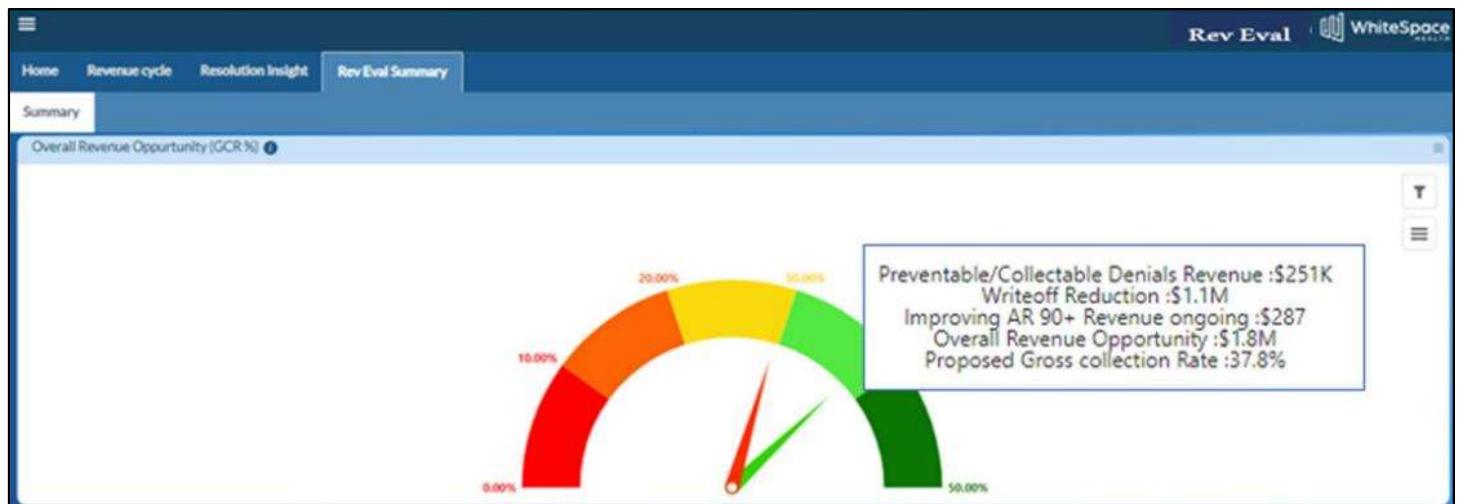 Rev Eval
WhiteSpace
HEALTH
Home Revenue cycle Resolution Insight Rev Eval Summary
Summary
Overall Revenue Oppurtunity (GCR %)
Preventable/Collectable Denials Revenue :$251K
Writeoff Reduction :$1.1M
Improving AR 90+ Revenue ongoing :$287
Overall Revenue Opportunity :$1.8M
Proposed Gross collection Rate :37.8%
20.00%
30.00%
10.00%
0.00%
50.00%